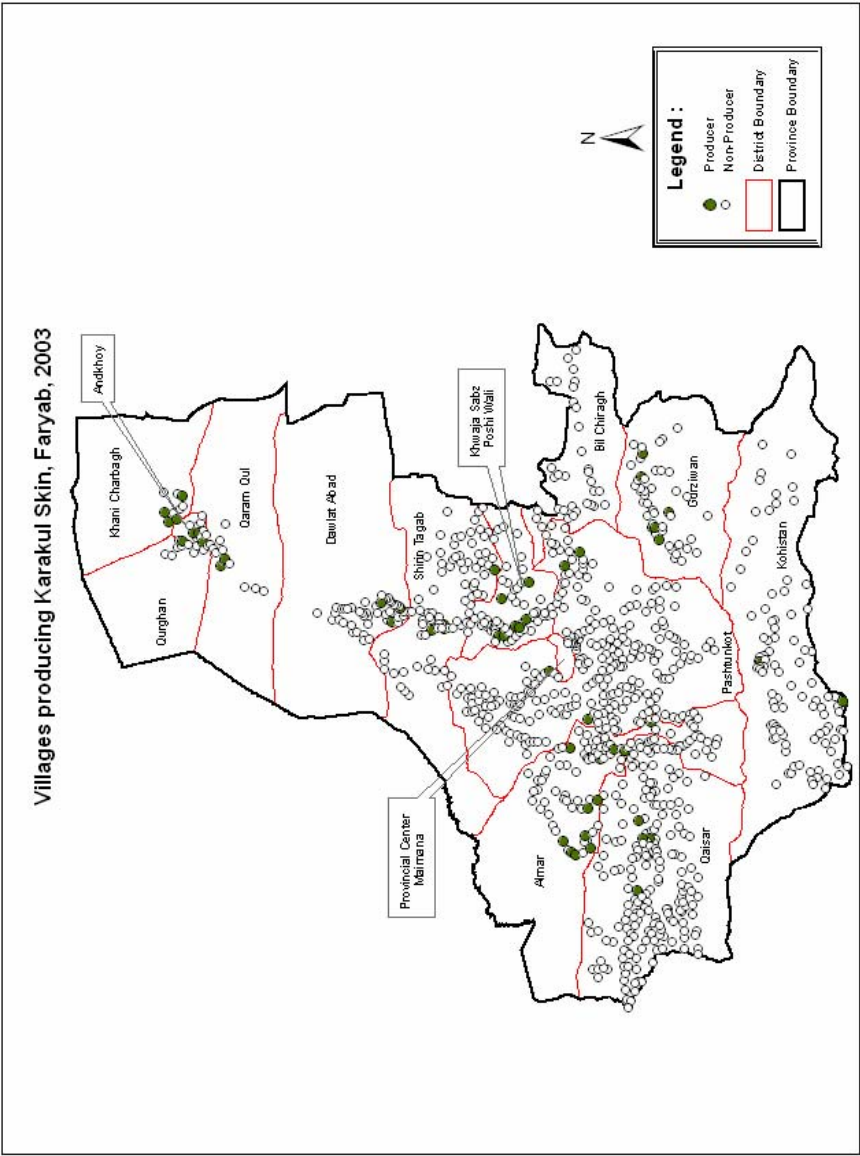 Villages producing Karakul Skin, Faryab, 2003
Andkhoy
Khani Charbagh
Qurghan
Qaram Qul
Dawlat Abad
Khwaja Sabz
Poshi Wali
Shirin Tagab
Bil Chiragh
Gurziwan
Kohistan
Pashtunkot
Provincial Center
Maimana
Almar
Qaisar
N
Legend :
Producer
Non-Producer
District Boundary
Province Boundary